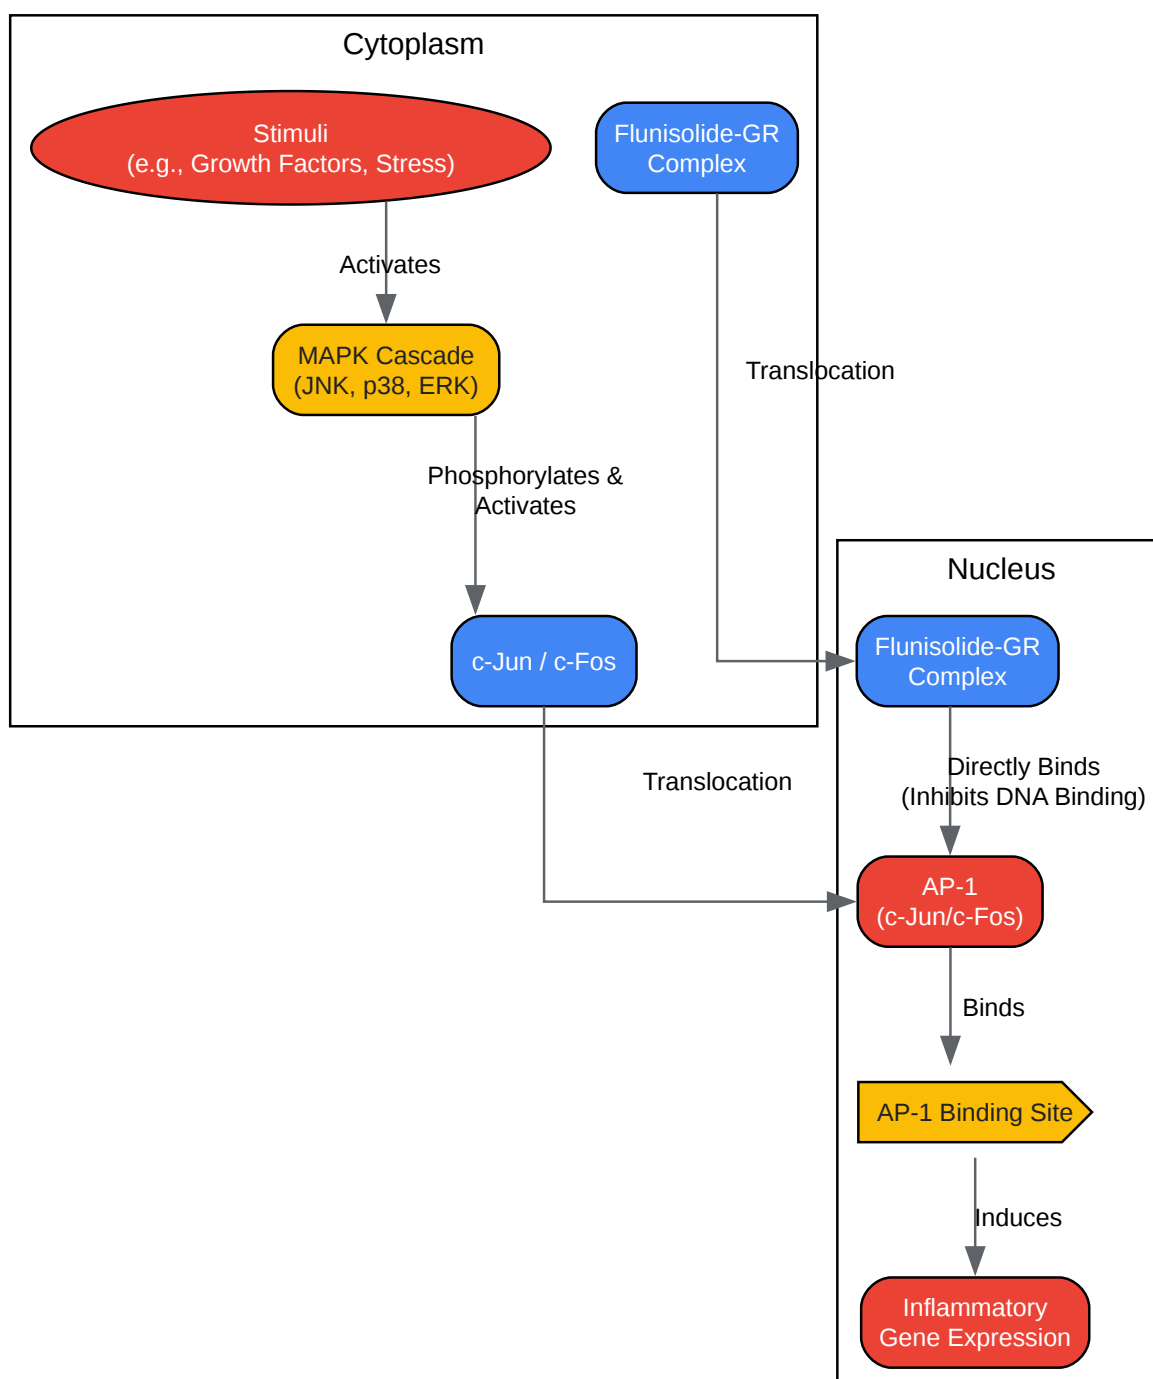 Cytoplasm
Stimuli
(e.g., Growth Factors, Stress)
Flunisolide-GR
Complex
Activates
MAPK Cascade
(JNK, p38, ERK)
Translocation
Phosphorylates &
Activates
c-Jun / c-Fos
Nucleus
Flunisolide-GR
Complex
Translocation
Directly Binds
(Inhibits DNA Binding)
AP-1
(c-Jun/c-Fos)
Binds
AP-1 Binding Site
Induces
Inflammatory
Gene Expression